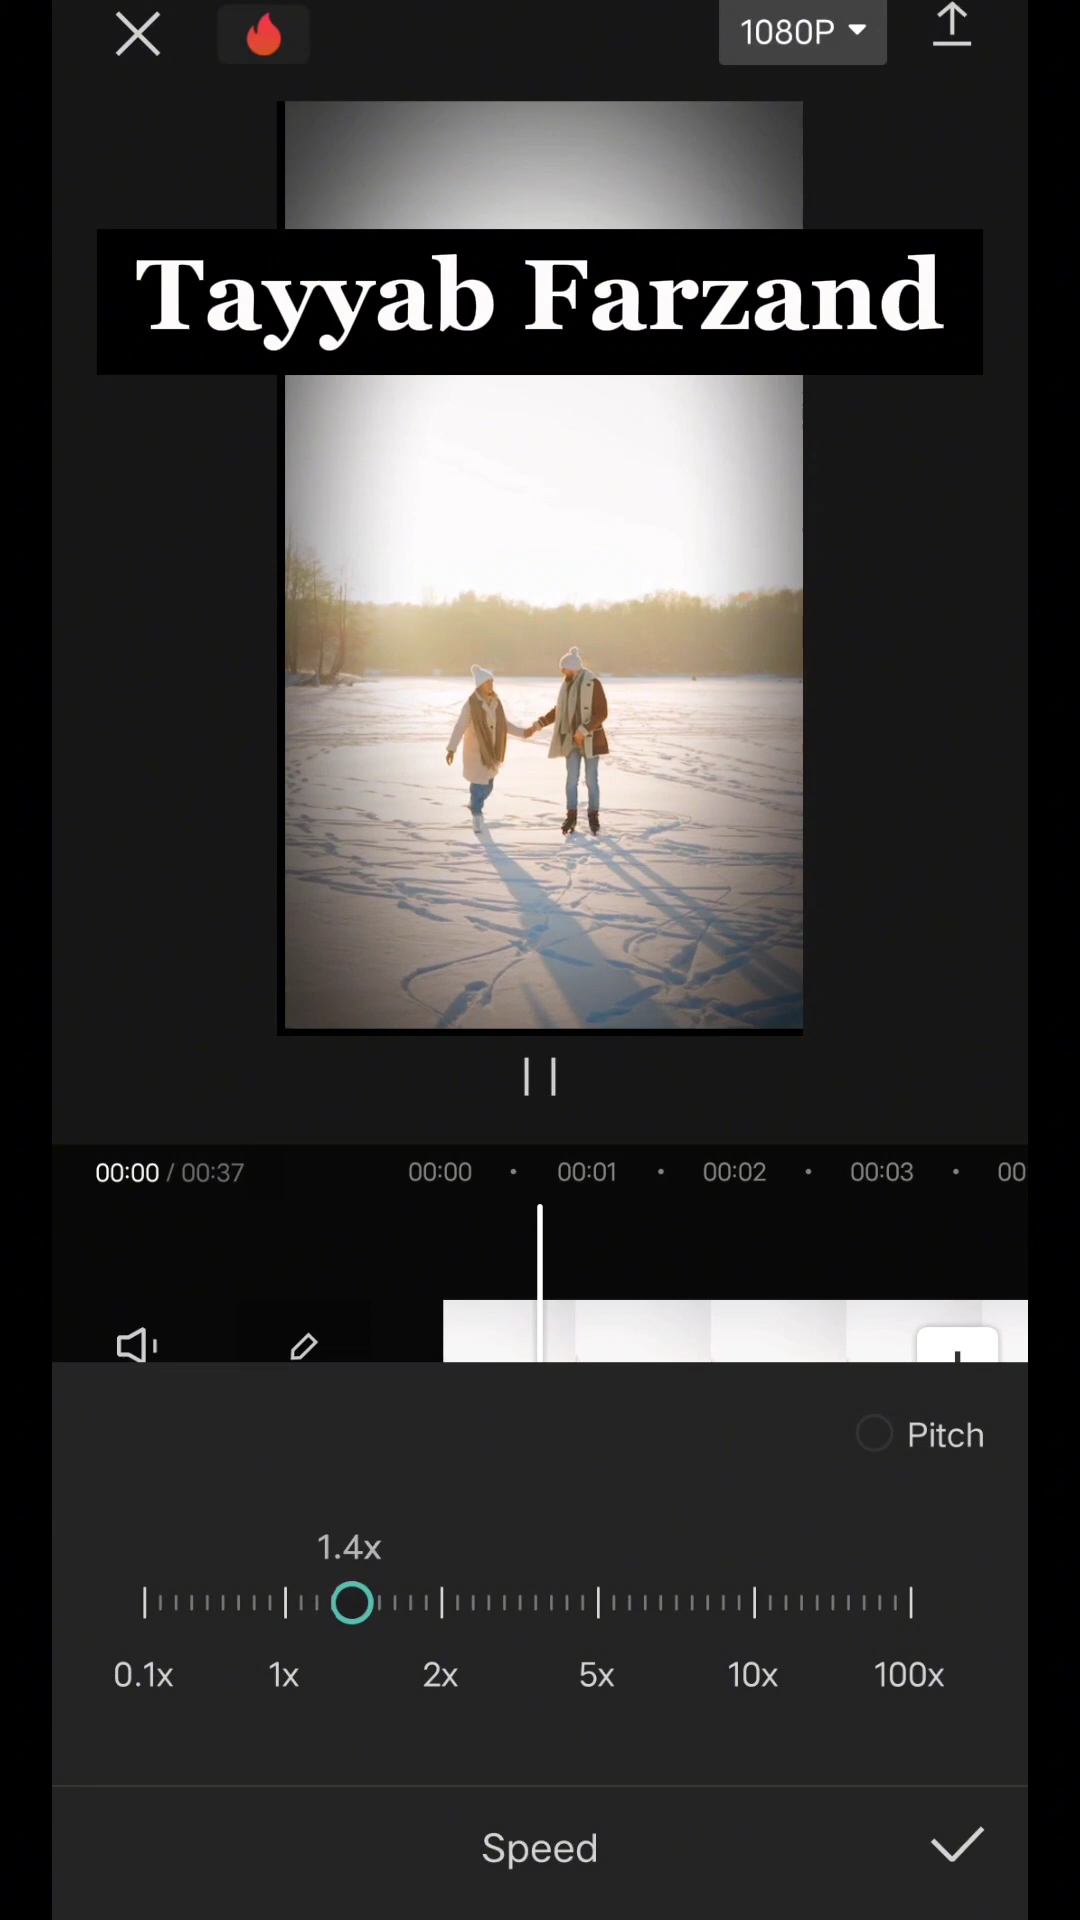 1080P
Tayyab Farzand
00:00 / 00:37 00:00 00:01 00:02 00:03 00
Pitch
1.4x
0.1x 1x 2x 5x 10x 100x
Speed